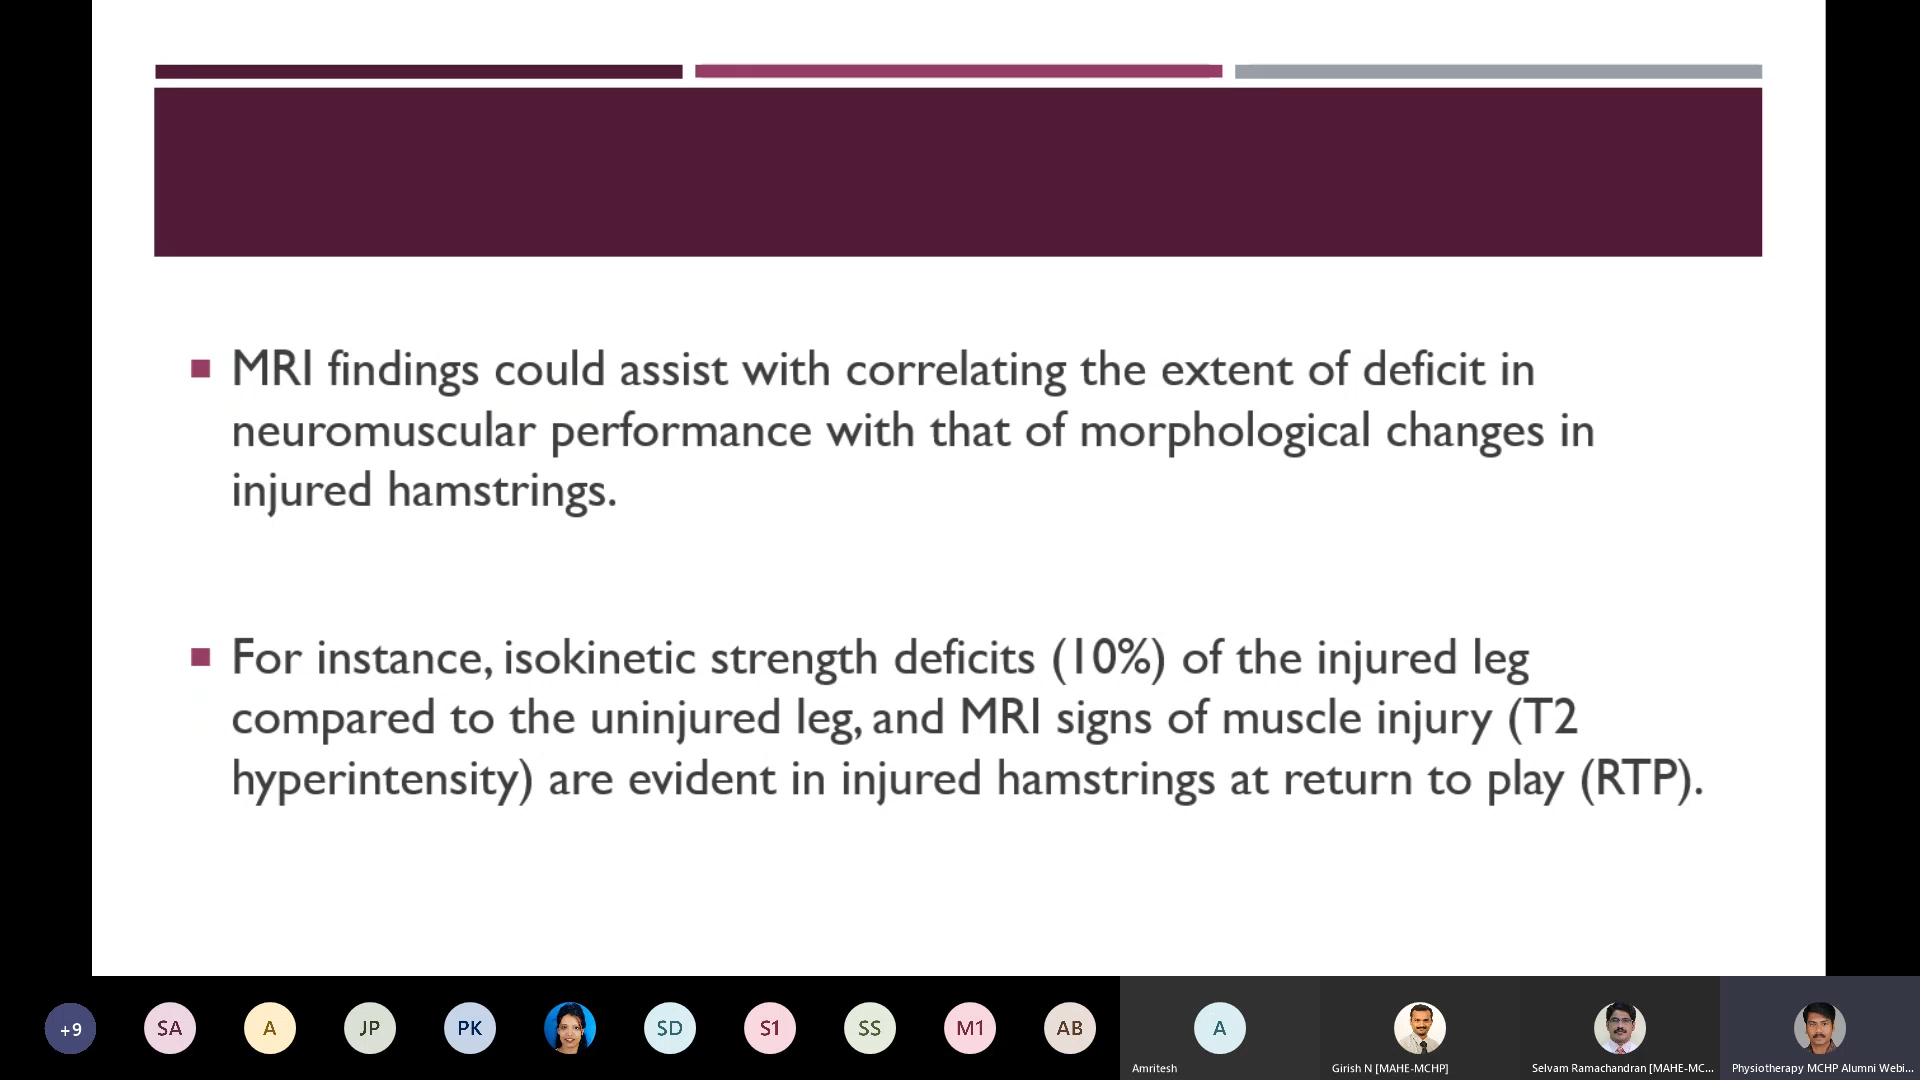 MRI findings could assist with correlating the extent of deficit in
neuromuscular performance with that of morphological changes in
injured hamstrings.
For instance, isokinetic strength deficits (10%) of the injured leg
compared to the uninjured leg, and MRI signs of muscle injury (T2
hyperintensity) are evident in injured hamstrings at return to play (RTP).
+9
SA
A
JP
PK
SD
S1
SS
M1
AB
A
Amritesh
Girish N [MAHE-MCHP]
Selvam Ramachandran [MAHE-MC...
Physiotherapy MCHP Alumni Webi...